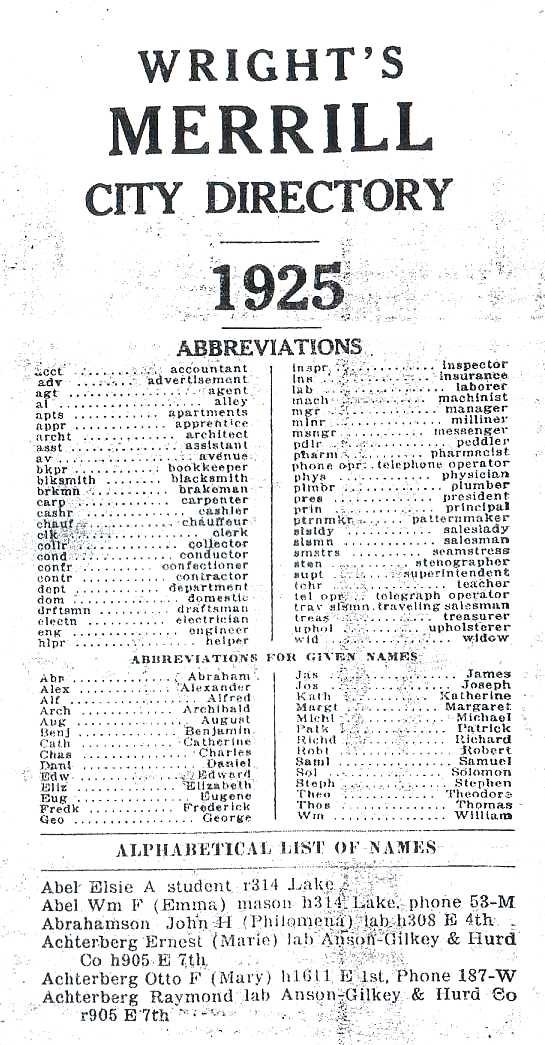 WRIGHT'S
MERRILL
CITY DIRECTORY
1925
ABBREVIATIONS
acct ........ accountant
adv ........ advertisement
agt ........ agent
al ........ alley
apts ........ apartments
appr ........ apprentice
archt ........ architect
asst ........ assistant
av ........ avenue
bkpr ........ bookkeeper
blksmith ........ blacksmith
brkmn ........ brakeman
carp ........ carpenter
cashr ........ cashier
chauf ........ chauffeur
clk ........ clerk
collr ........ collector
cond ........ conductor
confr ........ confectioner
contr ........ contractor
dept ........ department
dom ........ domestic
drftsmn ........ draftsman
electn ........ electrician
eng ........ engineer
hlpr ........ helper
inspr ........ inspector
ins ........ insurance
lab ........ laborer
mach ........ machinist
mgr ........ manager
mlnr ........ milliner
msngr ........ messenger
pdlr ........ peddler
pharm ........ pharmacist
phone opr. . telephone operator
phys ........ physician
plmbr ........ plumber
pres ........ president
prin ........ principal
ptrnmkr ........ patternmaker
slsldy ........ saleslady
slsmn ........ salesman
smstrs ........ seamstress
sten ........ stenographer
supt ........ superintendent
tchr ........ teacher
tel opr ........ telegraph operator
trav slsmn. traveling salesman
treas ........ treasurer
uphol ........ upholsterer
wid ........ widow
ABBREVIATIONS FOR GIVEN NAMES
Abr ........ Abraham
Alex ........ Alexander
Alf ........ Alfred
Arch ........ Archibald
Aug ........ August
Benj ........ Benjamin
Cath ........ Catherine
Chas ........ Charles
Danl ........ Daniel
Edw ........ Edward
Eliz ........ Elizabeth
Eug ........ Eugene
Fredk ........ Frederick
Geo ........ George
Jas ........ James
Jos ........ Joseph
Kath ........ Katherine
Margt ........ Margaret
Michl ........ Michael
Patk ........ Patrick
Richd ........ Richard
Robt ........ Robert
Saml ........ Samuel
Sol ........ Solomon
Steph ........ Stephen
Theo ........ Theodore
Thos ........ Thomas
Wm ........ William
ALPHABETICAL LIST OF NAMES
Abel Elsie A student r314 Lake
Abel Wm F (Emma) mason h314 Lake, phone 53-M
Abrahamson John H (Philomena) lab h308 E 4th
Achterberg Ernest (Marie) lab Anson-Gilkey & Hurd
Co h905 E 7th
Achterberg Otto F (Mary) h1611 E 1st, Phone 187-W
Achterberg Raymond lab Anson-Gilkey & Hurd Co
r905 E 7th